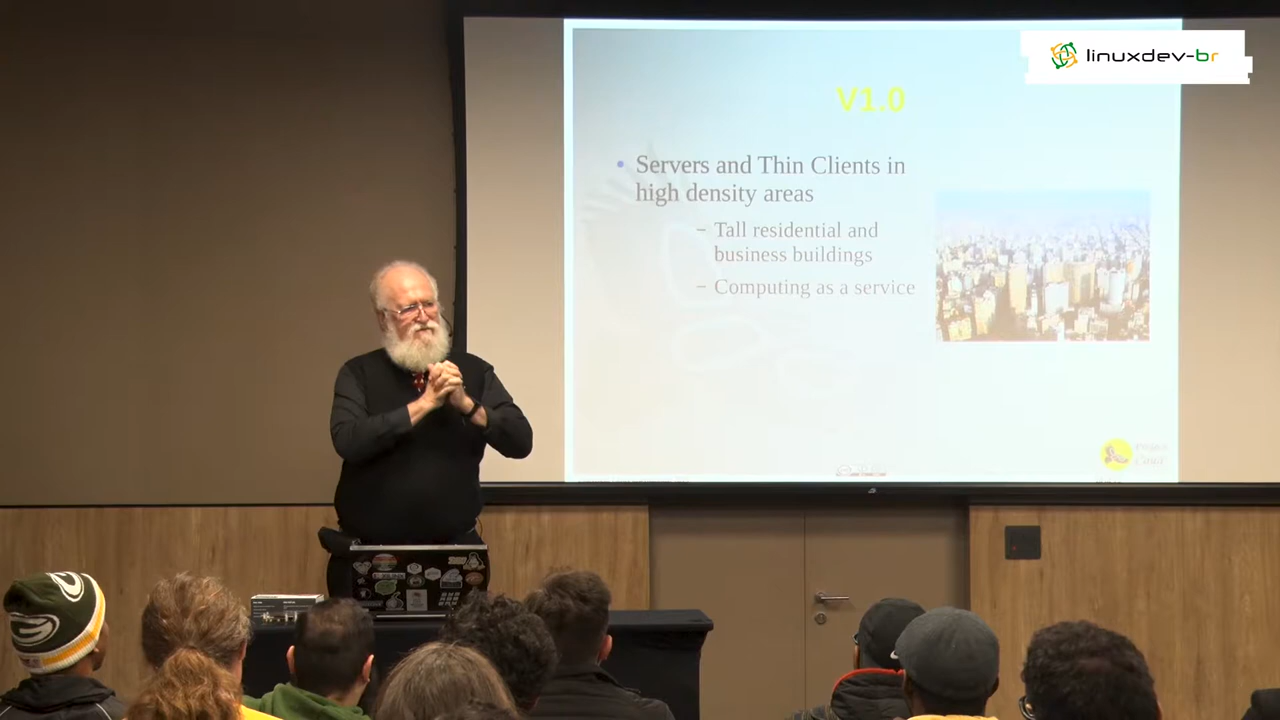 linuxdev-br
V1.0
• Servers and Thin Clients in
high density areas
– Tall residential and
business buildings
– Computing as a service
G